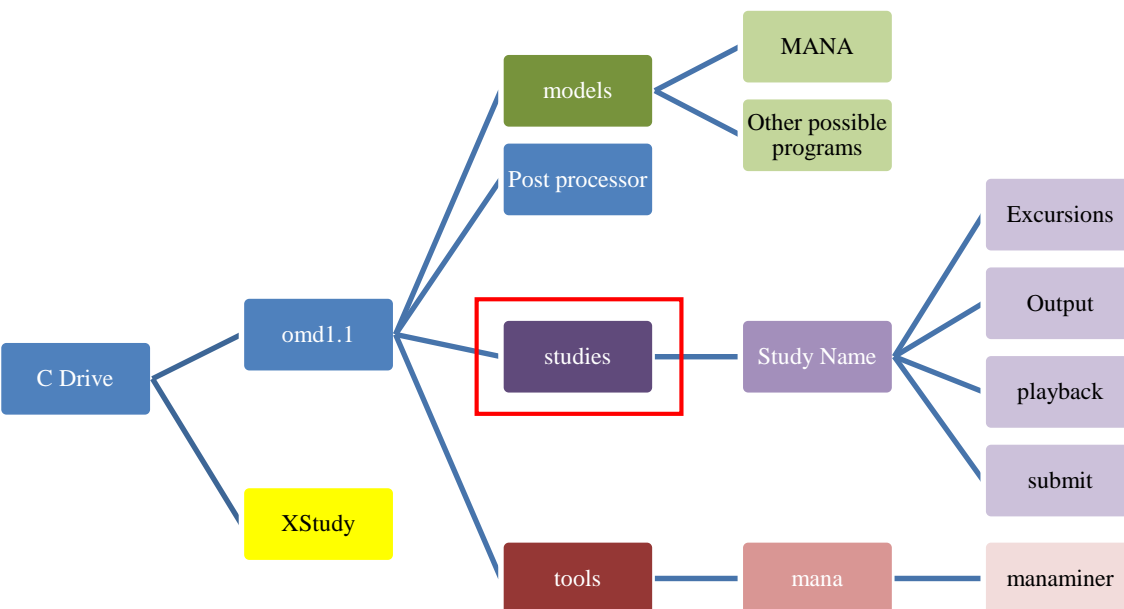 MANA
models
Other possible
programs
Post processor
Excursions
Output
omd1.1
studies
Study Name
C Drive
playback
submit
XStudy
tools
mana
manaminer